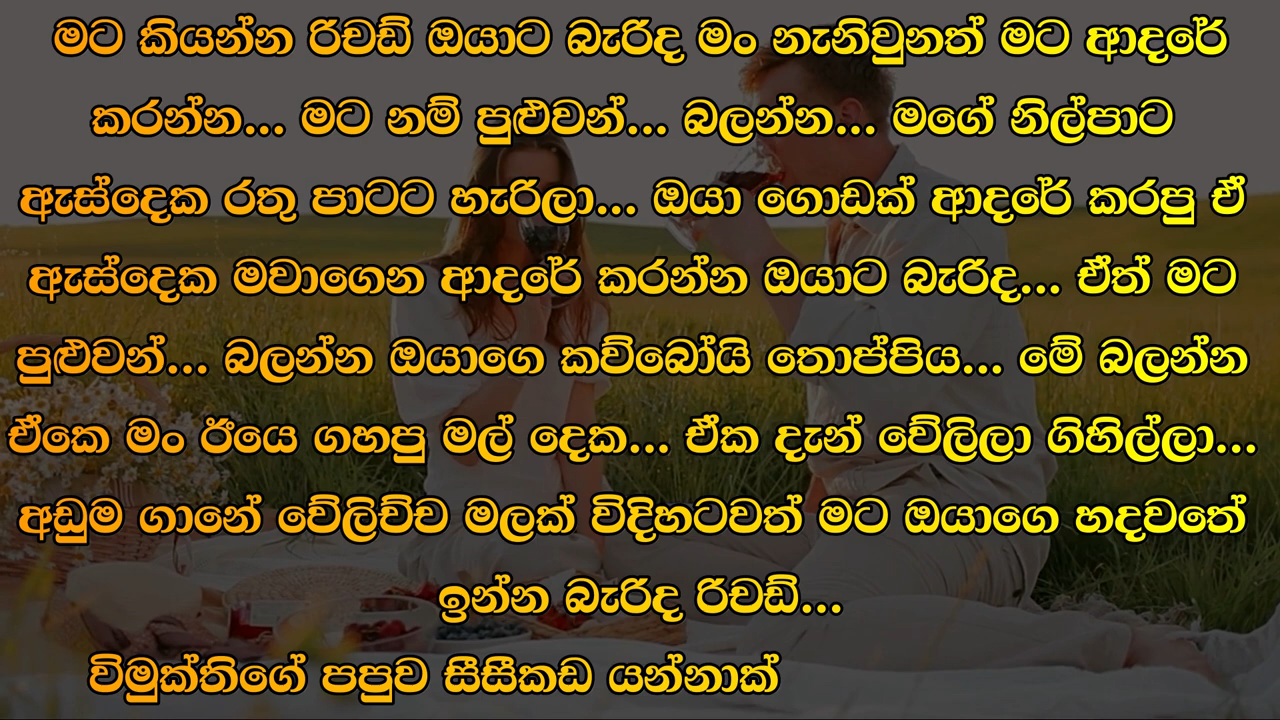 මට කියන්න රිචඩ් ඔයාට බැරිද මං නැනිවුනත් මට ආදරේ
කරන්න... මට නම් පුළුවන්... බලන්න... මගේ නිල්පාට
ඇස්දෙක රතු පාටට හැරිලා... ඔයා ගොඩක් ආදරේ කරපු ඒ
ඇස්දෙක මවාගෙන ආදරේ කරන්න ඔයාට බැරිද... ඒත් මට
පුළුවන්... බලන්න ඔයාගෙ කව්බෝයි තොප්පිය... මේ බලන්න
ඒකෙ මං ඊයෙ ගහපු මල් දෙක... ඒක දැන් වේලිලා ගිහිල්ලා...
අඩුම ගානේ වේලිච්ච මලක් විදිහටවත් මට ඔයාගෙ හදවතේ
ඉන්න බැරිද රිචඩ්...
විමුක්තිගේ පපුව සීසීකඩ යන්නාක්